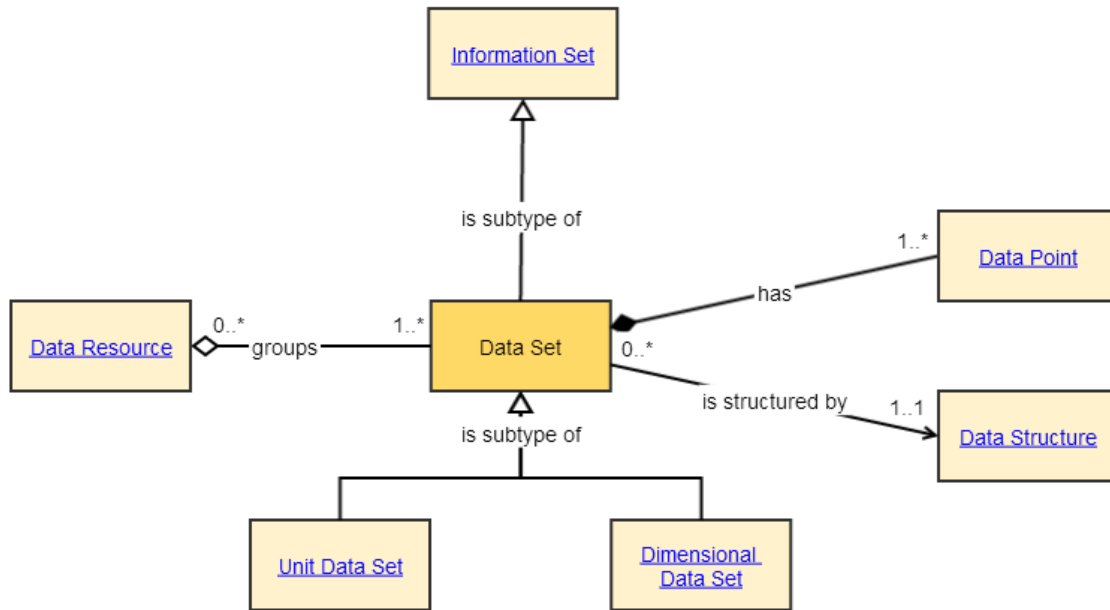 Information Set
is subtype of
1..*
Data Point
has
0..*
1..*
Data Resource
groups
Data Set
0..*
is structured by
1..1
Data Structure
is subtype of
Unit Data Set
Dimensional
Data Set